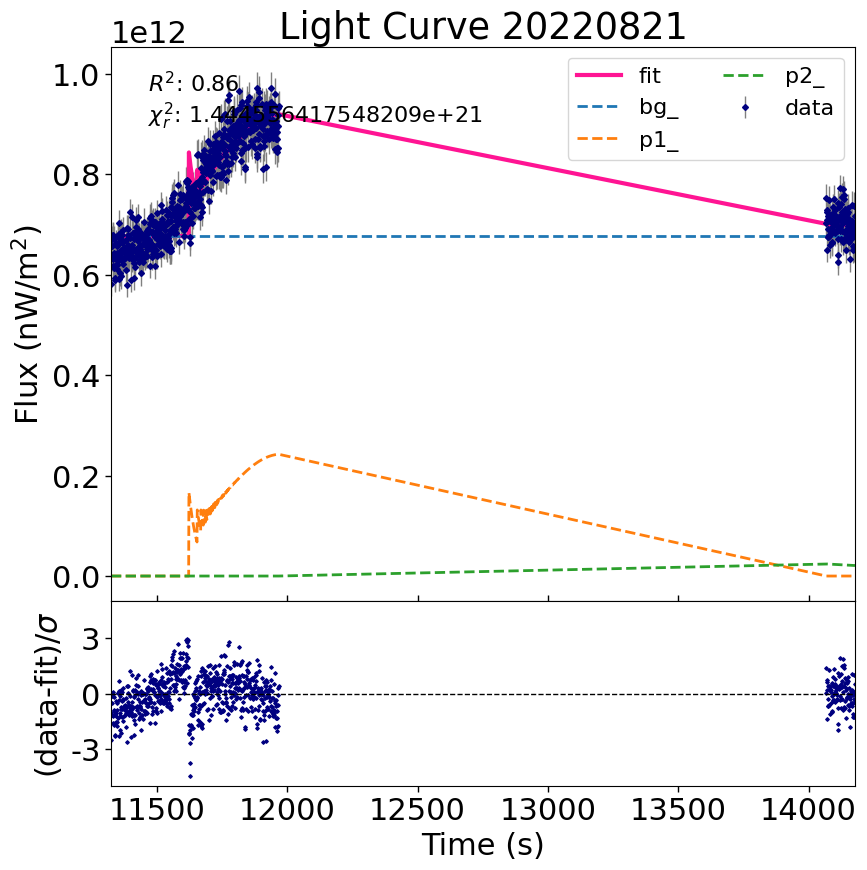 Light Curve 20220821
1e12
R²: 0.86
χ²ᵣ: 1.444556417548209e+21
fit
bg_
p1_
p2_
data
Flux (nW/m²)
1.0
0.8
0.6
0.4
0.2
0.0
(data-fit)/σ
3
0
-3
11500 12000 12500 13000 13500 14000
Time (s)